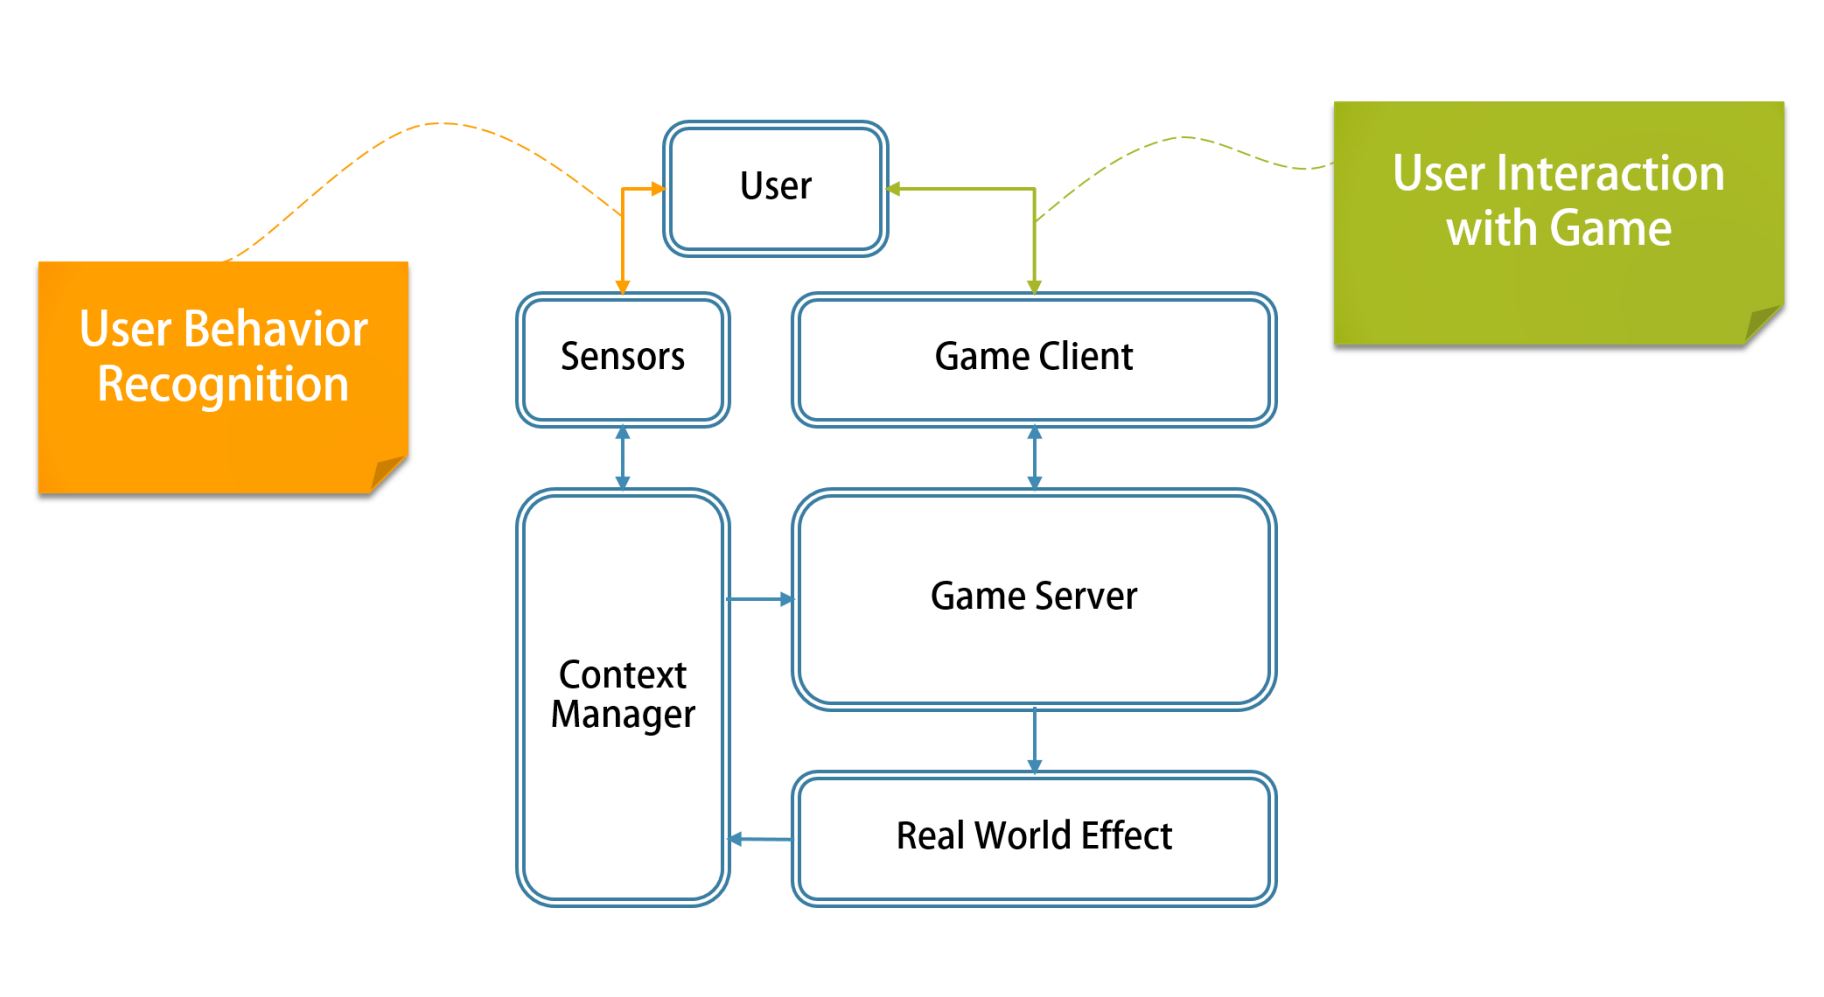 User
User Interaction
with Game
User Behavior
Recognition
Sensors
Game Client
Game Server
Context
Manager
Real World Effect